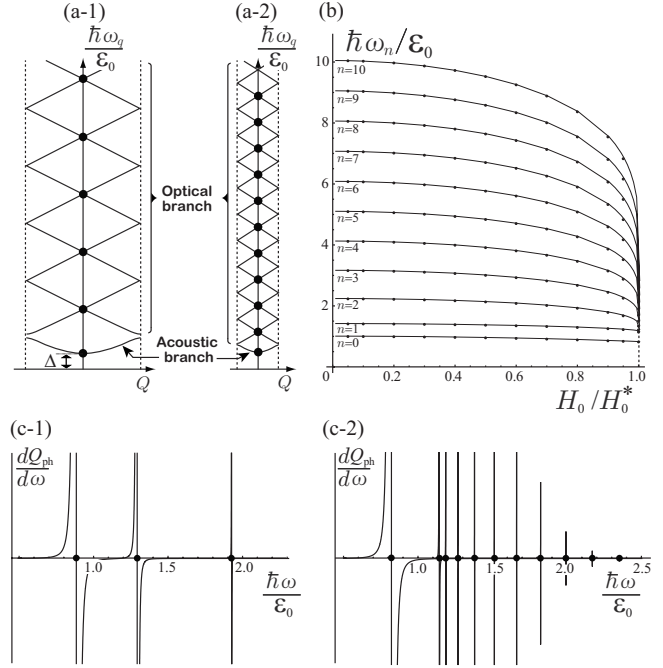 (a-1)
ħω_q/ε_0
Optical branch
Acoustic branch
Δ
Q
(a-2)
ħω_q/ε_0
Q
(b)
ħω_n/ε_0
10
8
6
4
2
0
n=10
n=9
n=8
n=7
n=6
n=5
n=4
n=3
n=2
n=1
n=0
0
0.2
0.4
0.6
0.8
1.0
H_0/H_0^*
(c-1)
dQ_ph/dω
1.0
1.5
2.0
ħω/ε_0
(c-2)
dQ_ph/dω
1.0
1.5
2.0
2.5
ħω/ε_0